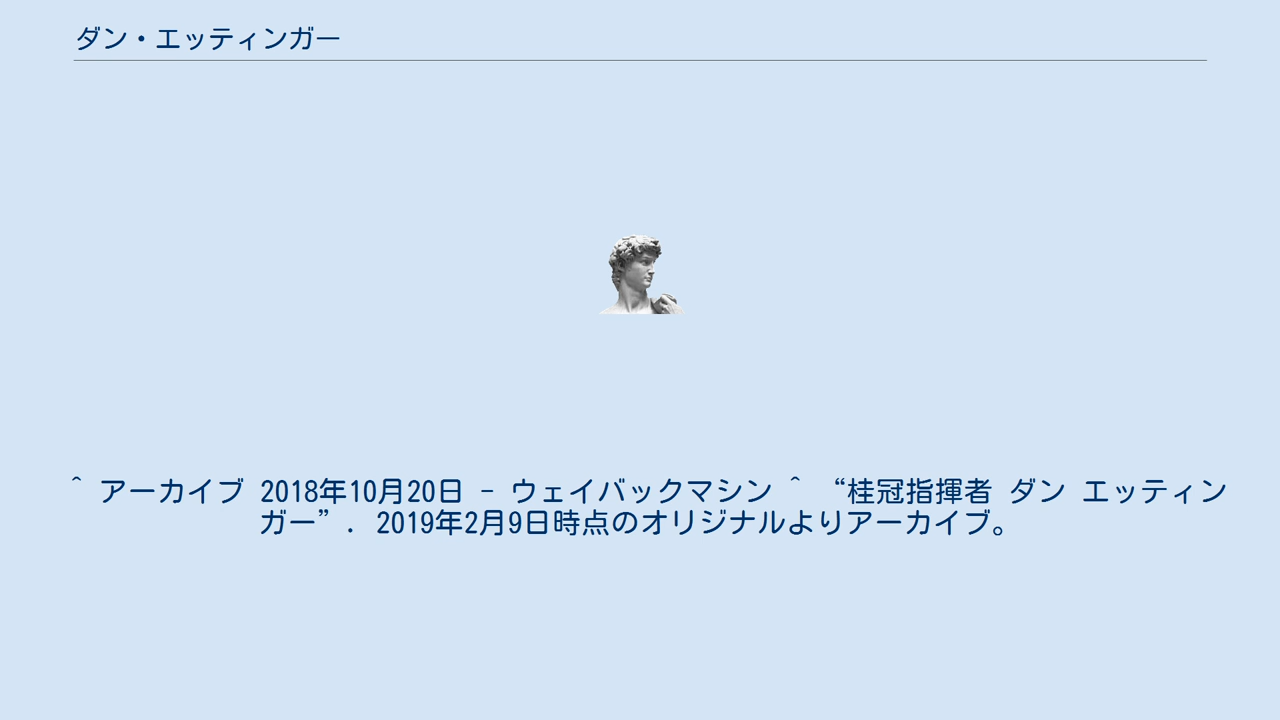 ダン・エッティンガー
^ アーカイブ 2018年10月20日 - ウェイバックマシン ^ “桂冠指揮者 ダン エッティン
ガー”. 2019年2月9日時点のオリジナルよりアーカイブ。